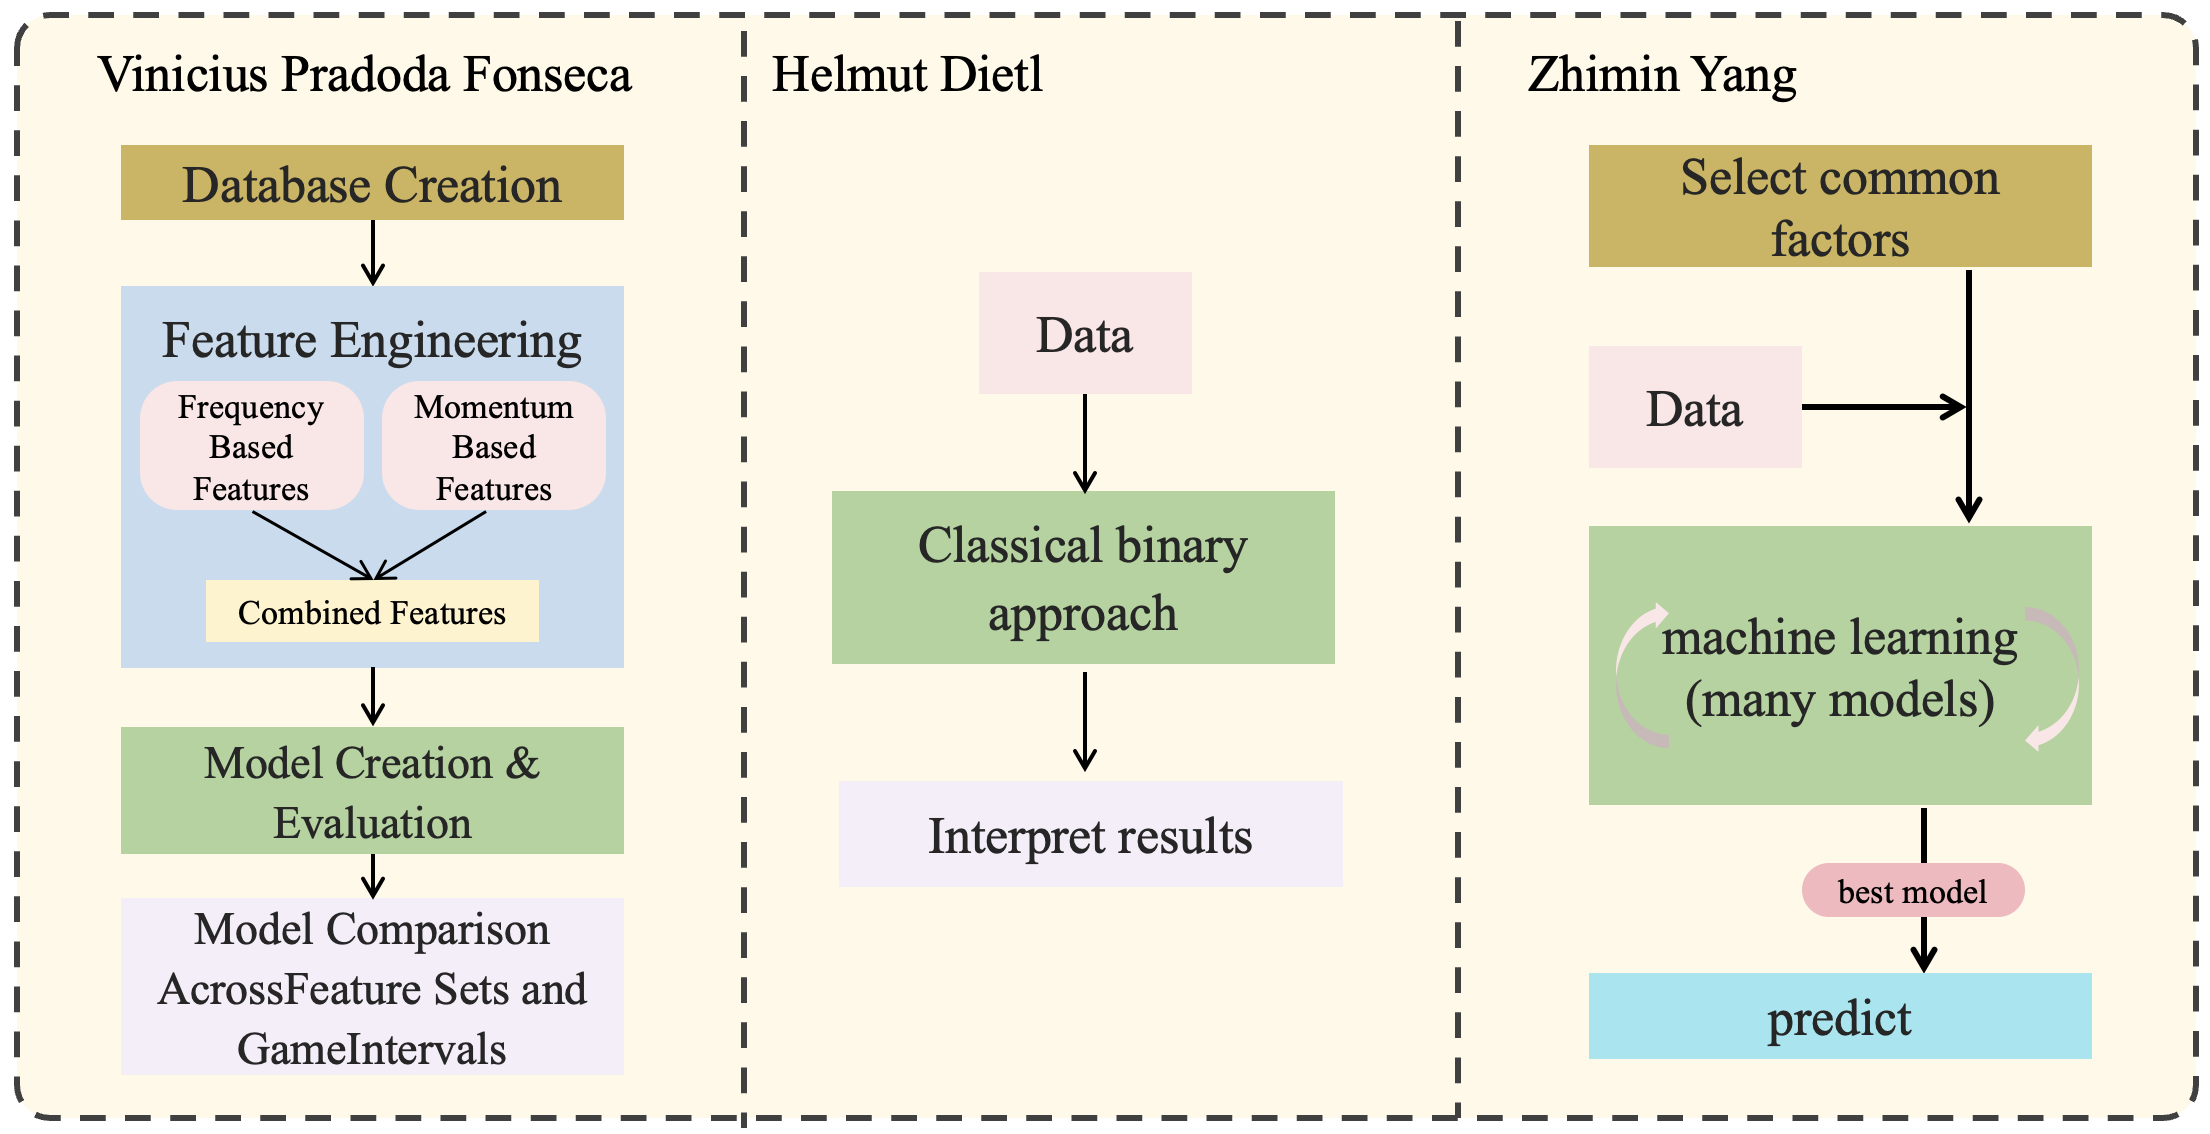 Vinicius Pradoda Fonseca
Database Creation
Feature Engineering
Frequency
Based
Features
Momentum
Based
Features
Combined Features
Model Creation &
Evaluation
Model Comparison
AcrossFeature Sets and
GameIntervals
Helmut Dietl
Data
Classical binary
approach
Interpret results
Zhimin Yang
Select common
factors
Data
machine learning
(many models)
best model
predict